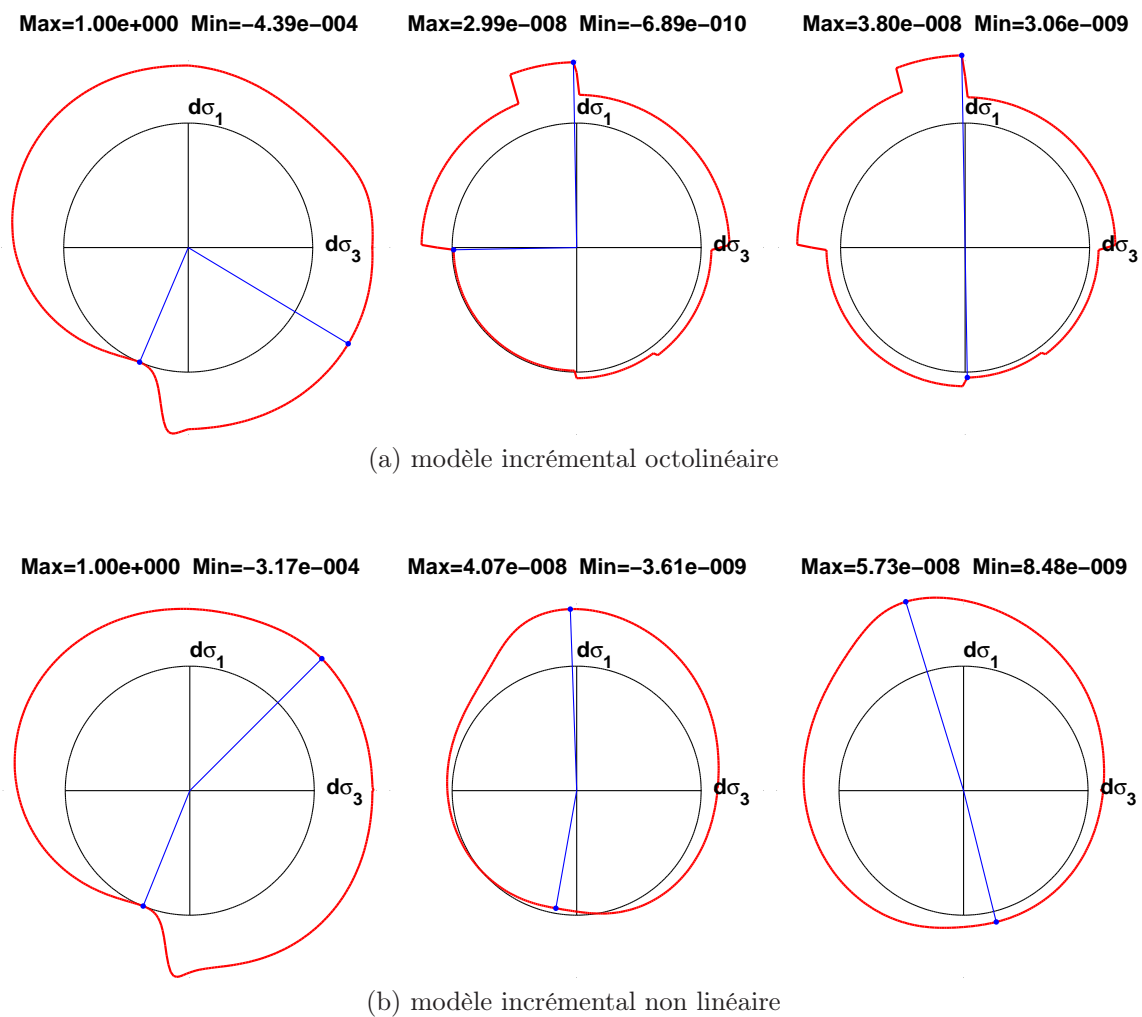 Max=1.00e+000 Min=−4.39e−004
Max=2.99e−008 Min=−6.89e−010
Max=3.80e−008 Min=3.06e−009
dσ1
dσ3
dσ1
dσ3
dσ1
dσ3
(a) modèle incrémental octolinéaire
Max=1.00e+000 Min=−3.17e−004
Max=4.07e−008 Min=−3.61e−009
Max=5.73e−008 Min=8.48e−009
dσ1
dσ3
dσ1
dσ3
dσ1
dσ3
(b) modèle incrémental non linéaire